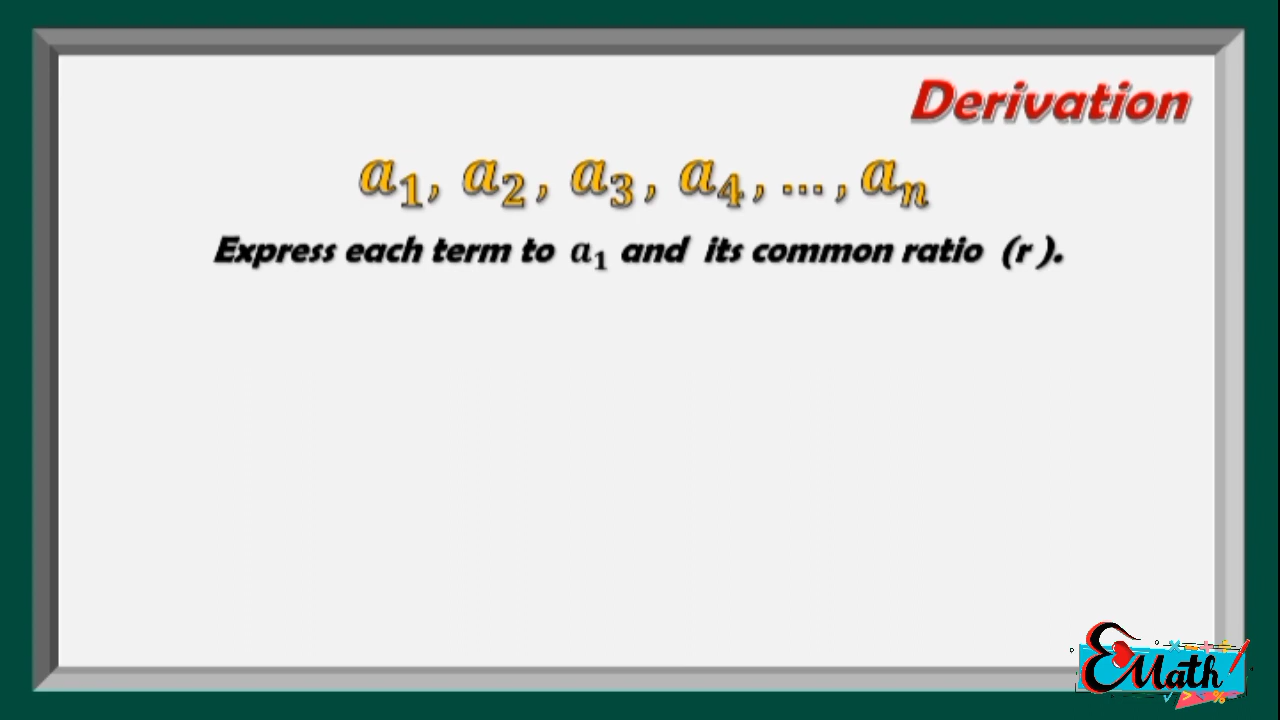 Derivation
a₁, a₂, a₃, a₄, ..., aₙ
Express each term to a₁ and its common ratio (r ).
EMath